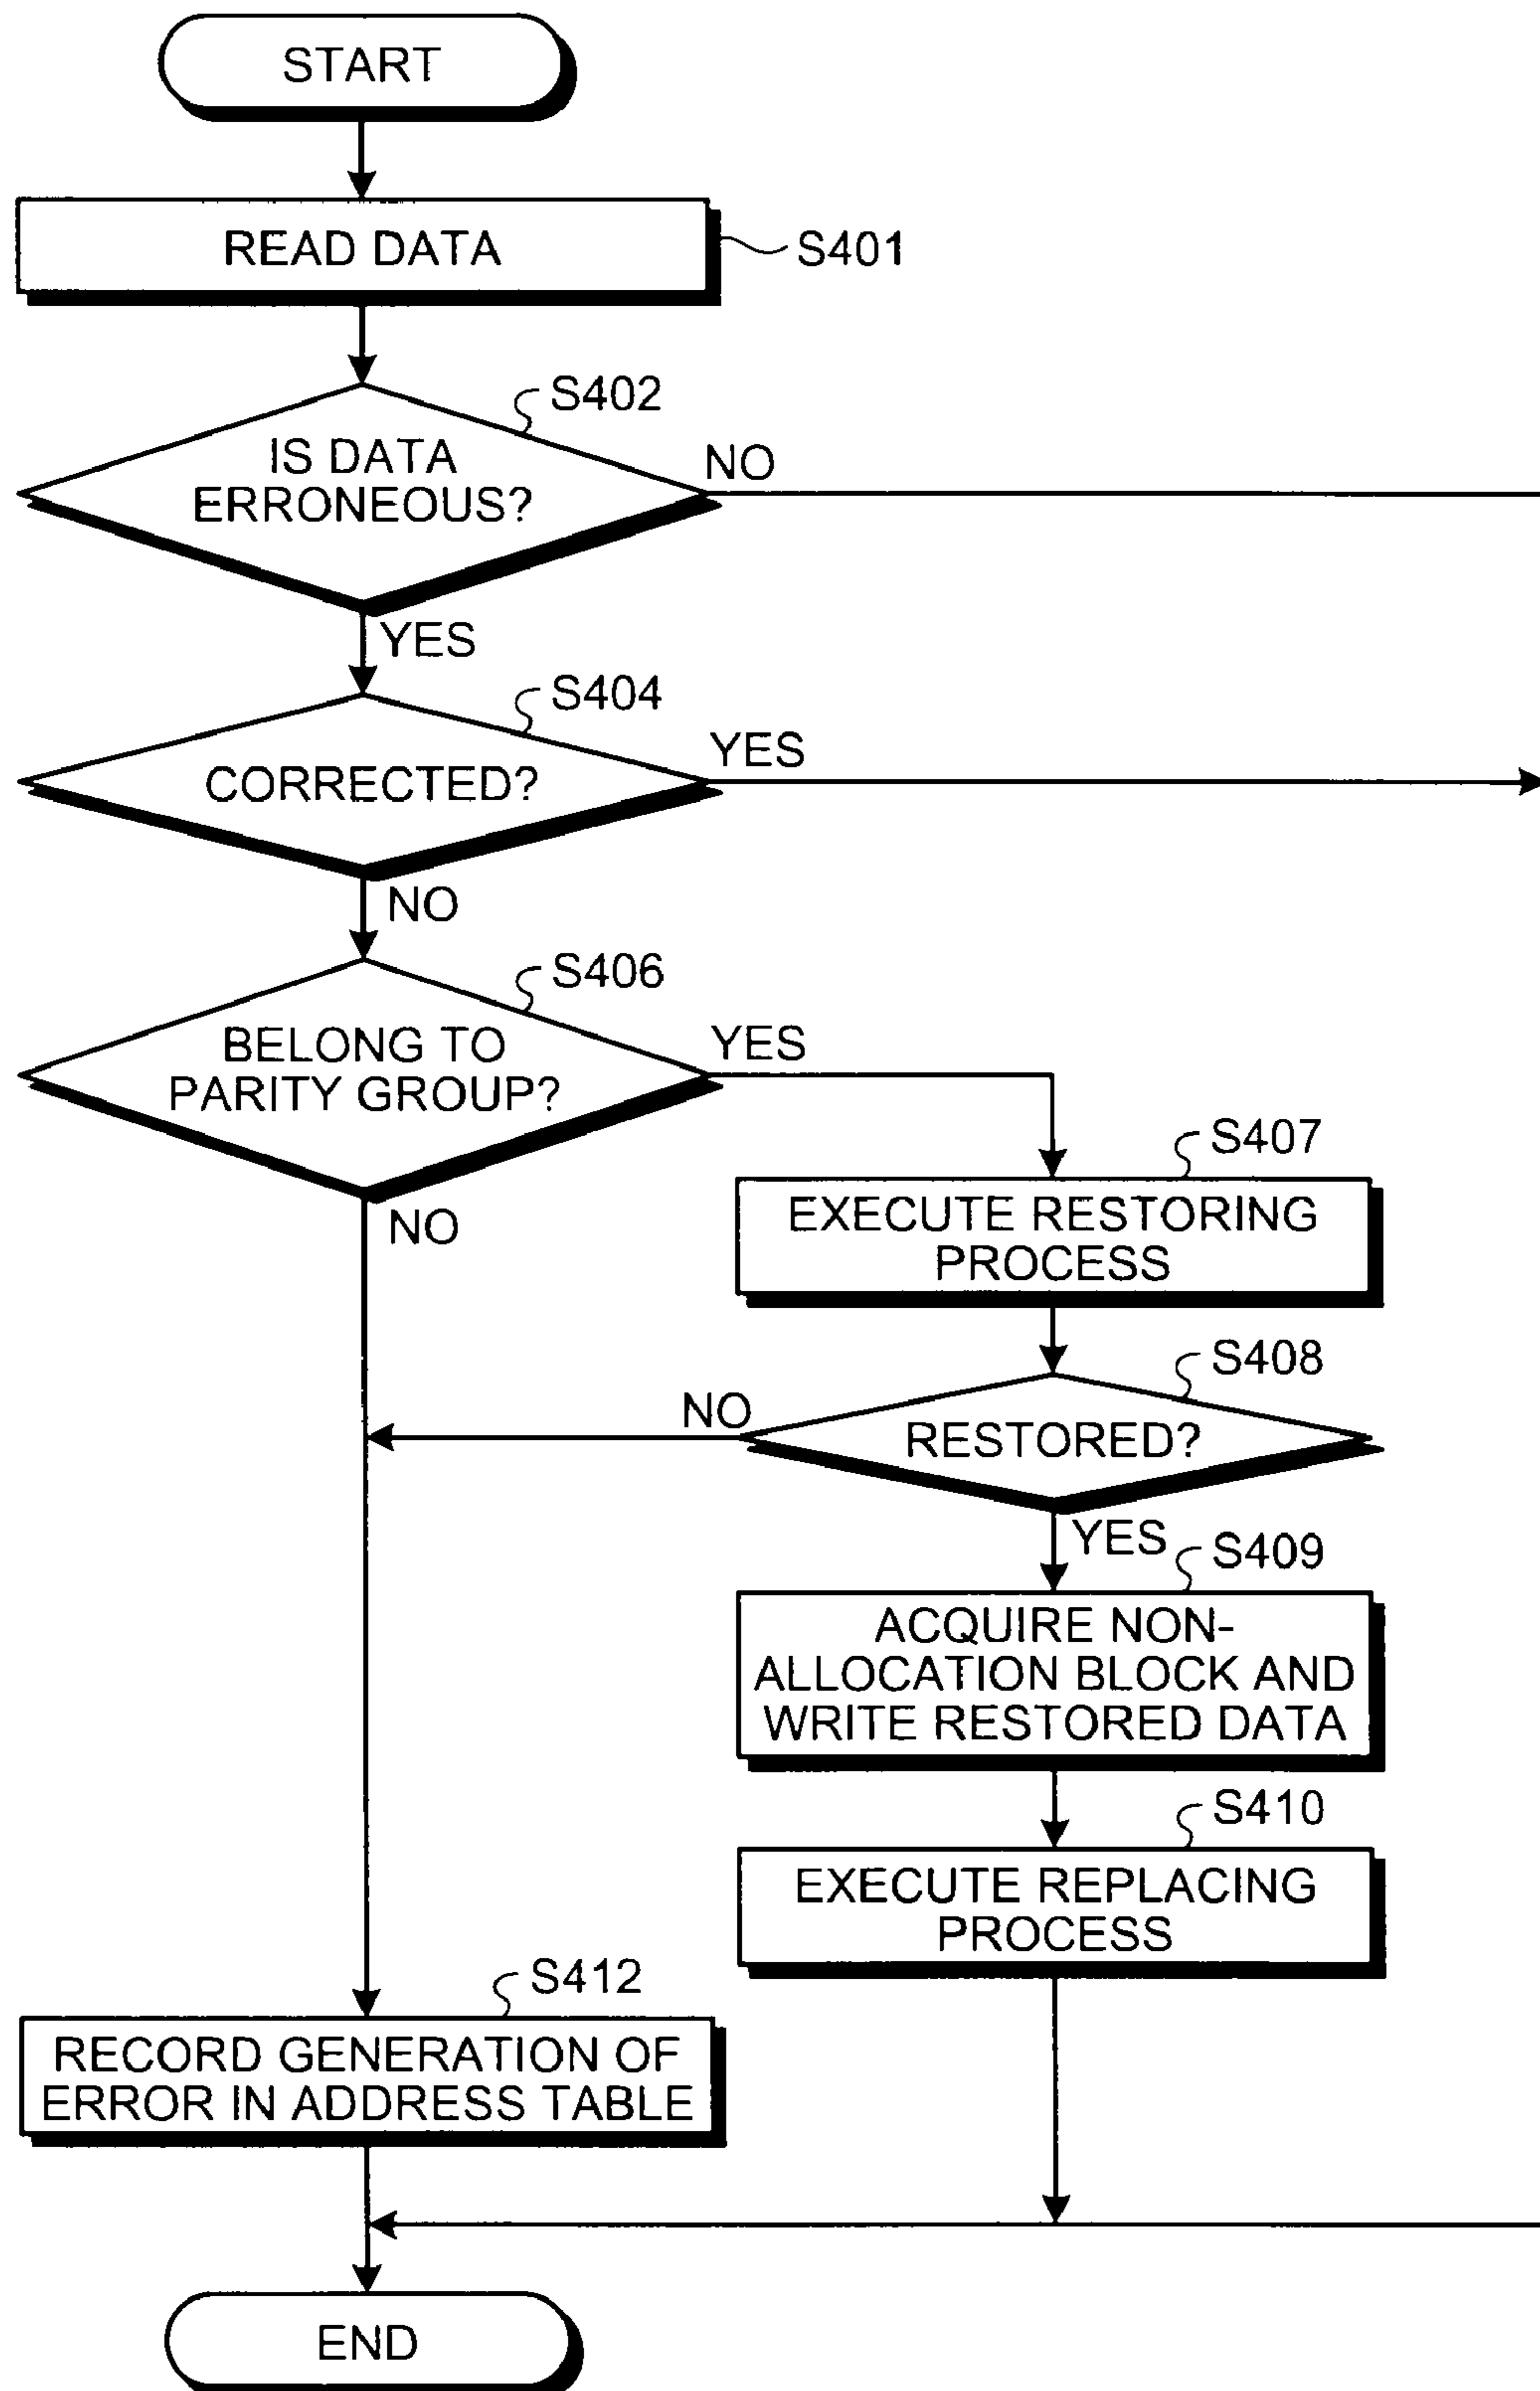 START
READ DATA
S401
S402
IS DATA
ERRONEOUS?
NO
YES
S404
CORRECTED?
YES
NO
S406
BELONG TO
PARITY GROUP?
YES
NO
S407
EXECUTE RESTORING
PROCESS
S408
RESTORED?
NO
YES
S409
ACQUIRE NON-
ALLOCATION BLOCK AND
WRITE RESTORED DATA
S410
EXECUTE REPLACING
PROCESS
S412
RECORD GENERATION OF
ERROR IN ADDRESS TABLE
END